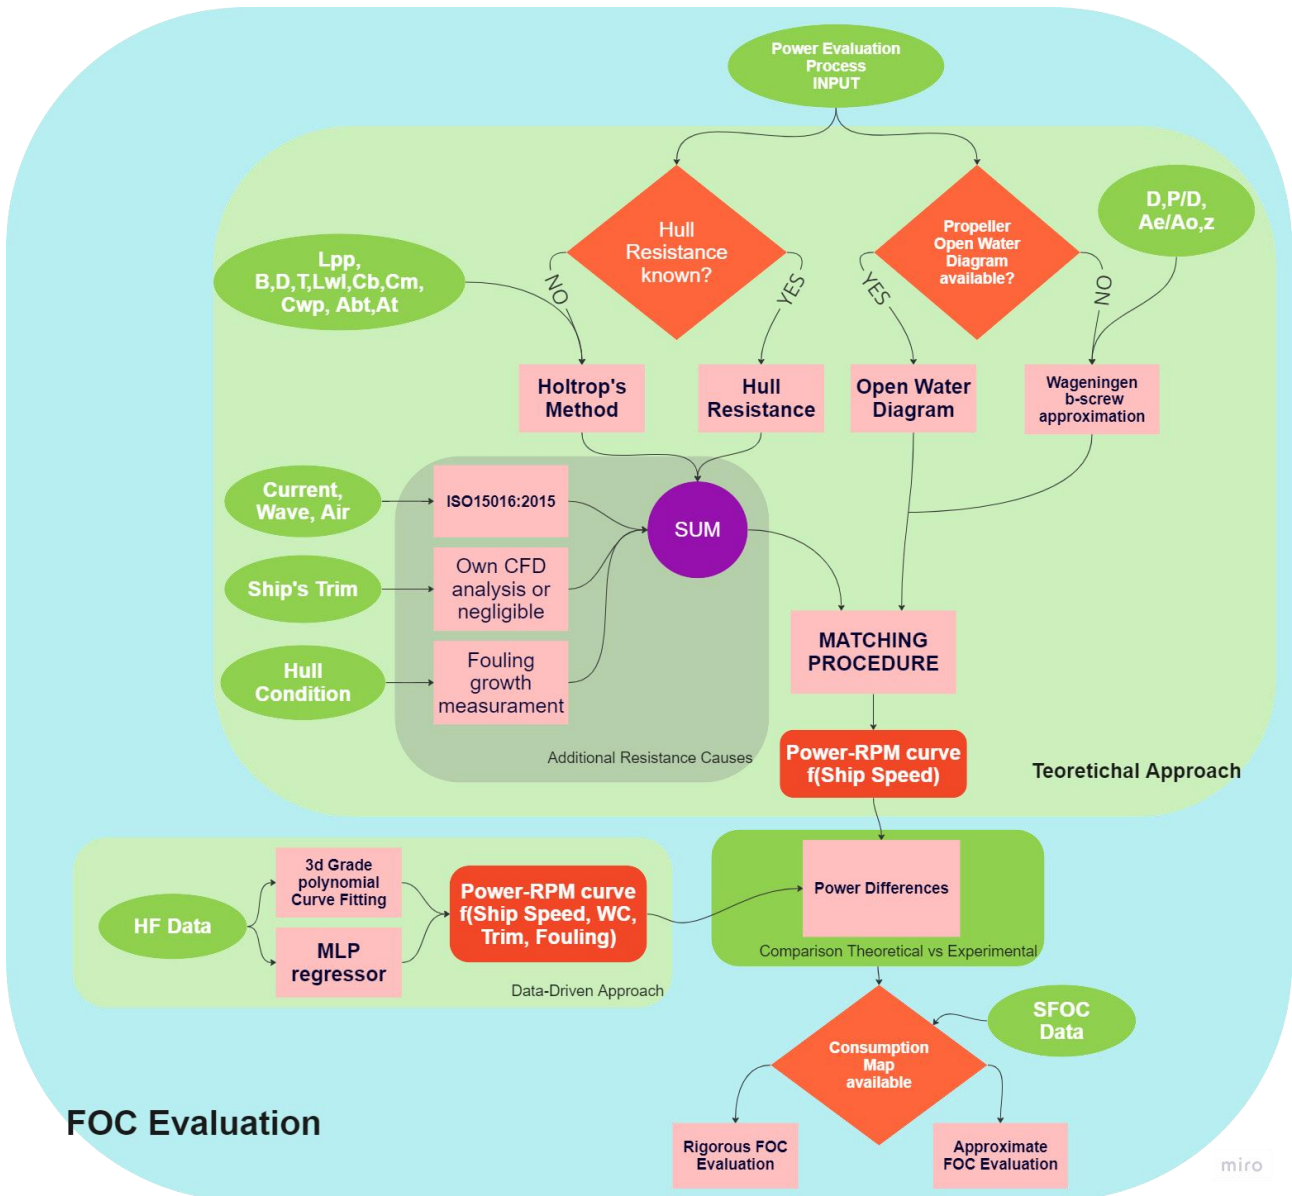 Power Evaluation
Process
INPUT
Hull
Resistance
known?
Propeller
Open Water
Diagram
available?
D,P/D,
Ae/Ao,z
Lpp,
B,D,T,Lwl,Cb,Cm,
Cwp, Abt,At
NO
YES
YES
NO
Holtrop's
Method
Hull
Resistance
Open Water
Diagram
Wageningen
b-screw
approximation
Current,
Wave, Air
ISO15016:2015
SUM
Ship's Trim
Own CFD
analysis or
negligible
Hull
Condition
Fouling
growth
measurament
MATCHING
PROCEDURE
Additional Resistance Causes
Power-RPM curve
f(Ship Speed)
Teoretichal Approach
HF Data
3d Grade
polynomial
Curve Fitting
MLP
regressor
Power-RPM curve
f(Ship Speed, WC,
Trim, Fouling)
Data-Driven Approach
Power Differences
Comparison Theoretical vs Experimental
SFOC
Data
Consumption
Map
available
Rigorous FOC
Evaluation
Approximate
FOC Evaluation
FOC Evaluation
miro